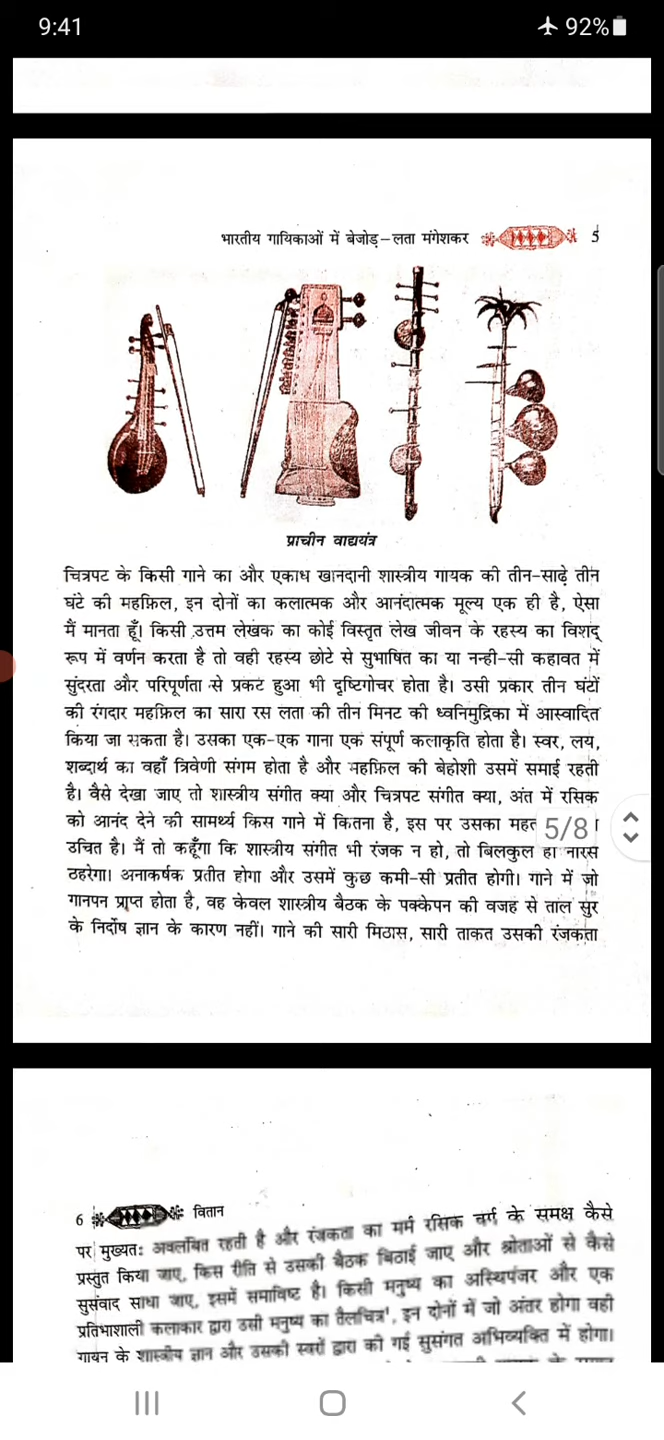 9:41
92%
भारतीय गायिकाओं में बेजोड़–लता मंगेशकर 5
प्राचीन वाद्ययंत्र
चित्रपट के किसी गाने का और एकाध खानदानी शास्त्रीय गायक की तीन-साढ़े तीन
घंटे की महफ़िल, इन दोनों का कलात्मक और आनंदात्मक मूल्य एक ही है, ऐसा
मैं मानता हूँ। किसी उत्तम लेखक का कोई विस्तृत लेख जीवन के रहस्य का विशद्
रूप में वर्णन करता है तो वही रहस्य छोटे से सुभाषित का या नन्ही-सी कहावत में
सुंदरता और परिपूर्णता से प्रकट हुआ भी दृष्टिगोचर होता है। उसी प्रकार तीन घंटों
की रंगदार महफ़िल का सारा रस लता की तीन मिनट की ध्वनिमुद्रिका में आस्वादित
किया जा सकता है। उसका एक-एक गाना एक संपूर्ण कलाकृति होता है। स्वर, लय,
शब्दार्थ का वहाँ त्रिवेणी संगम होता है और महफ़िल की बेहोशी उसमें समाई रहती
है। वैसे देखा जाए तो शास्त्रीय संगीत क्या और चित्रपट संगीत क्या, अंत में रसिक
को आनंद देने की सामर्थ्य किस गाने में कितना है, इस पर उसका 5/8
उचित है। मैं तो कहूँगा कि शास्त्रीय संगीत भी रंजक न हो, तो बिलकुल ही नीरस
ठहरेगा। अनाकर्षक प्रतीत होगा और उसमें कुछ कमी-सी प्रतीत होगी। गाने में जो
गानपन प्राप्त होता है, वह केवल शास्त्रीय बैठक के पक्केपन की वजह से ताल सुर
के निर्दोष ज्ञान के कारण नहीं। गाने की सारी मिठास, सारी ताकत उसकी रंजकता
6 वितान
पर मुख्यतः अवलंबित रहती है और रंजकता का मर्म रसिक वर्ग के समक्ष कैसे
प्रस्तुत किया जाए, किस रीति से उसकी बैठक बिठाई जाए और श्रोताओं से कैसे
सुसंवाद साधा जाए, इसमें समाविष्ट है। किसी मनुष्य का अस्थिपंजर और एक
प्रतिभाशाली कलाकार द्वारा उसी मनुष्य का तैलचित्र', इन दोनों में जो अंतर होगा वही
गायन के शास्त्रीय ज्ञान और उसकी स्वरों द्वारा की गई सुसंगत अभिव्यक्ति में होगा।